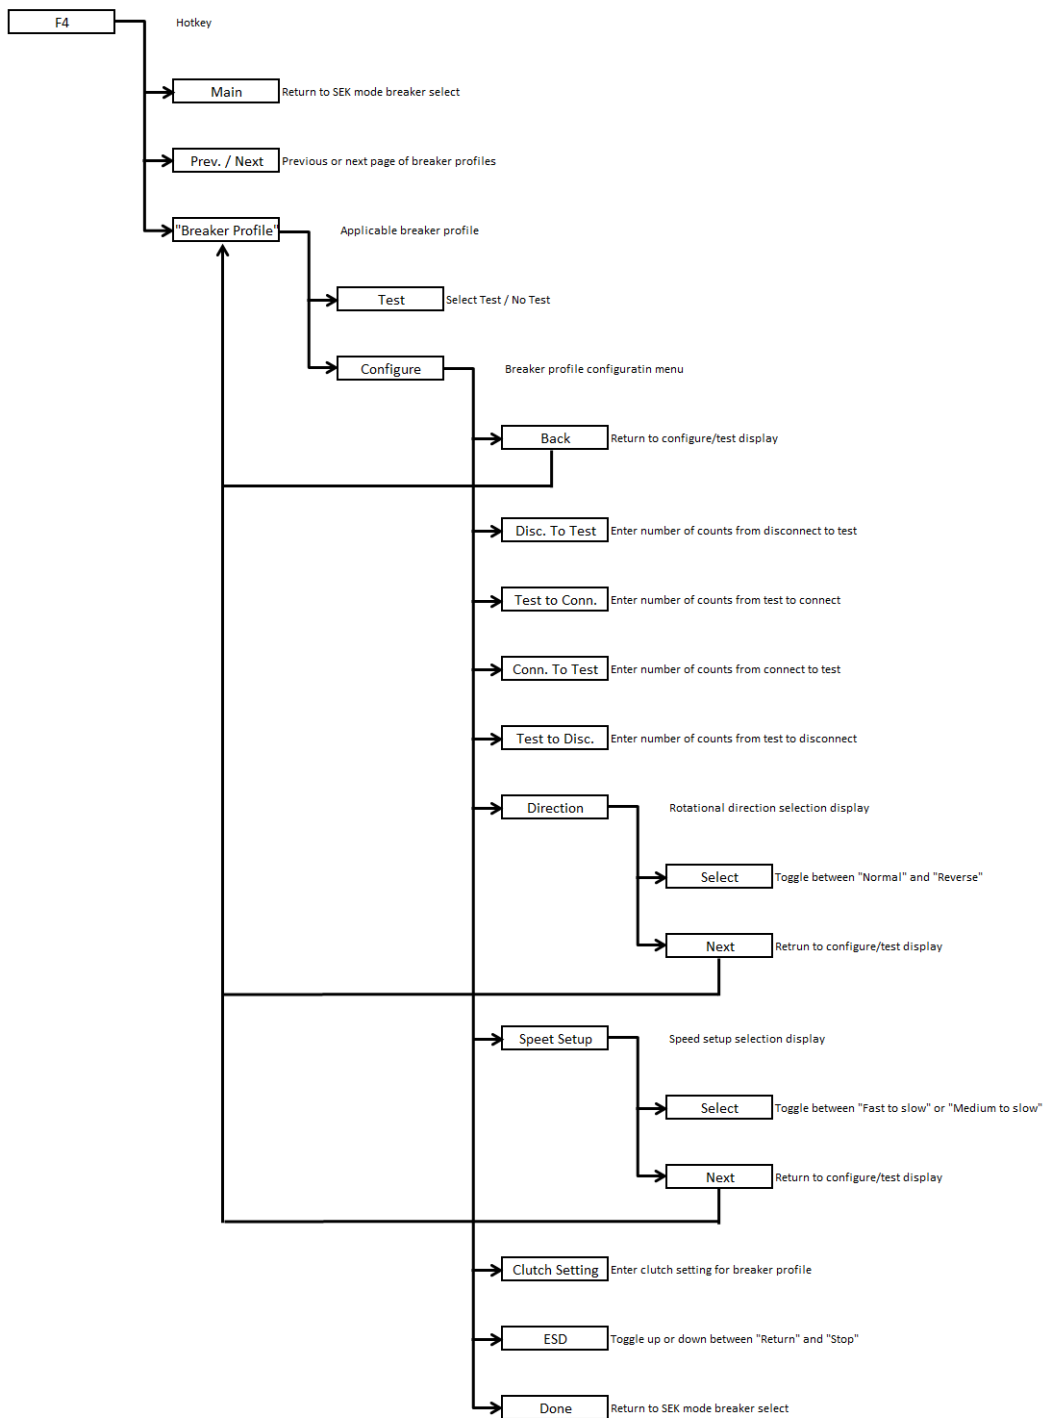 F4
Hotkey
Main
Return to SEK mode breaker select
Prev. / Next
Previous or next page of breaker profiles
"Breaker Profile"
Applicable breaker profile
Test
Select Test / No Test
Configure
Breaker profile configuratin menu
Back
Return to configure/test display
Disc. To Test
Enter number of counts from disconnect to test
Test to Conn.
Enter number of counts from test to connect
Conn. To Test
Enter number of counts from connect to test
Test to Disc.
Enter number of counts from test to disconnect
Direction
Rotational direction selection display
Select
Toggle between "Normal" and "Reverse"
Next
Retrun to configure/test display
Speet Setup
Speed setup selection display
Select
Toggle between "Fast to slow" or "Medium to slow"
Next
Return to configure/test display
Clutch Setting
Enter clutch setting for breaker profile
ESD
Toggle up or down between "Return" and "Stop"
Done
Return to SEK mode breaker select